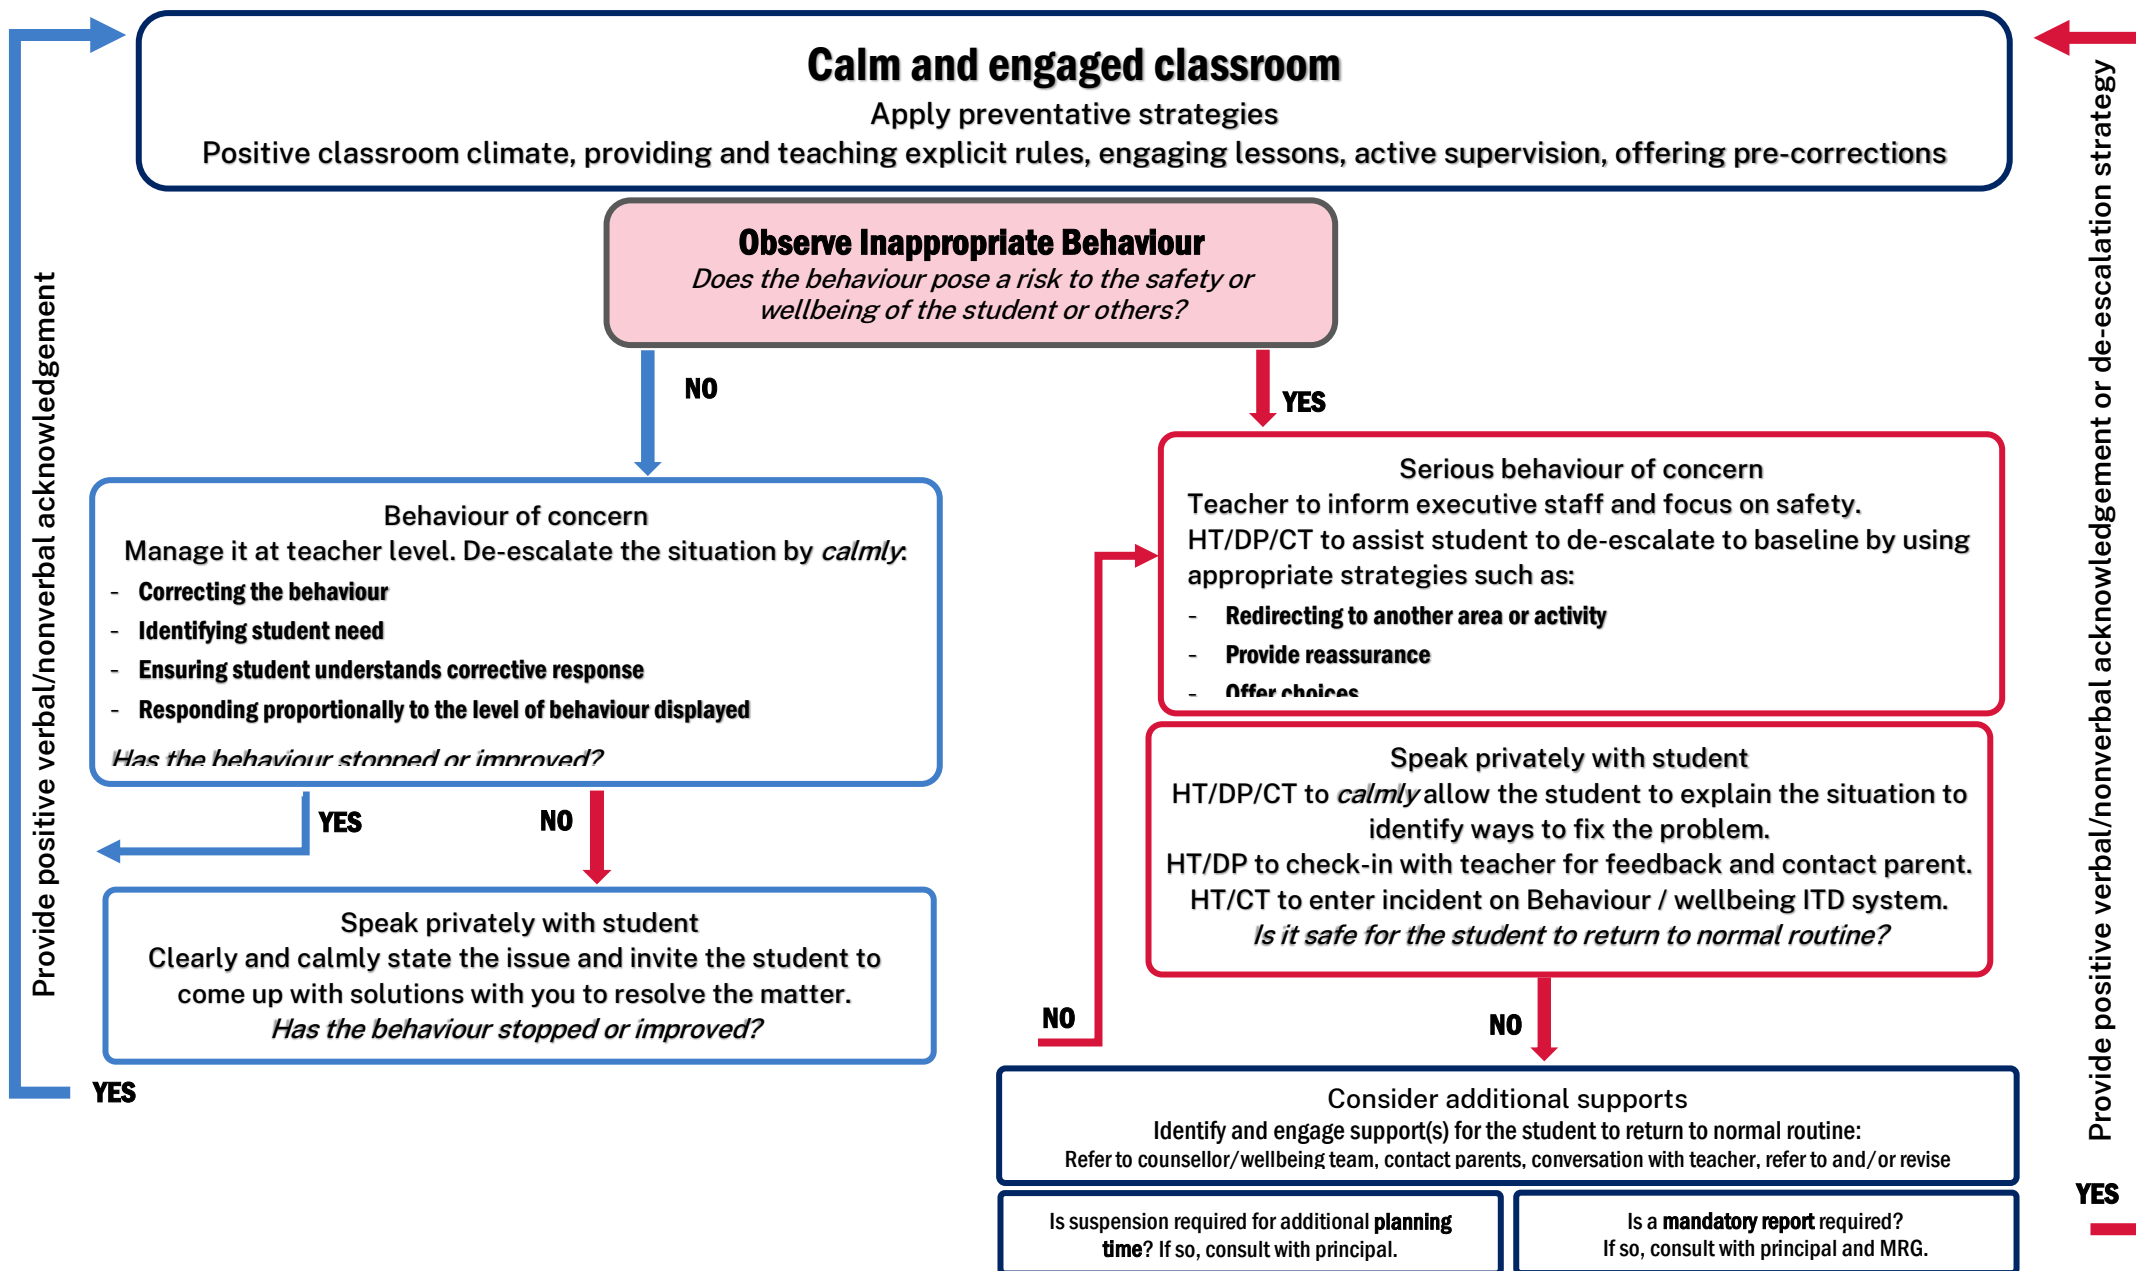 Calm and engaged classroom
Apply preventative strategies
Positive classroom climate, providing and teaching explicit rules, engaging lessons, active supervision, offering pre-corrections
Observe Inappropriate Behaviour
Does the behaviour pose a risk to the safety or
wellbeing of the student or others?
NO
YES
Behaviour of concern
Manage it at teacher level. De-escalate the situation by calmly:
- Correcting the behaviour
- Identifying student need
- Ensuring student understands corrective response
- Responding proportionally to the level of behaviour displayed
Has the behaviour stopped or improved?
YES
NO
Speak privately with student
Clearly and calmly state the issue and invite the student to
come up with solutions with you to resolve the matter.
Has the behaviour stopped or improved?
YES
Provide positive verbal/nonverbal acknowledgement
Serious behaviour of concern
Teacher to inform executive staff and focus on safety.
HT/DP/CT to assist student to de-escalate to baseline by using
appropriate strategies such as:
- Redirecting to another area or activity
- Provide reassurance
- Offer choices
Speak privately with student
HT/DP/CT to calmly allow the student to explain the situation to
identify ways to fix the problem.
HT/DP to check-in with teacher for feedback and contact parent.
HT/CT to enter incident on Behaviour / wellbeing ITD system.
Is it safe for the student to return to normal routine?
NO
NO
Consider additional supports
Identify and engage support(s) for the student to return to normal routine:
Refer to counsellor/wellbeing team, contact parents, conversation with teacher, refer to and/or revise
Is suspension required for additional planning
time? If so, consult with principal.
Is a mandatory report required?
If so, consult with principal and MRG.
YES
Provide positive verbal/nonverbal acknowledgement or de-escalation strategy